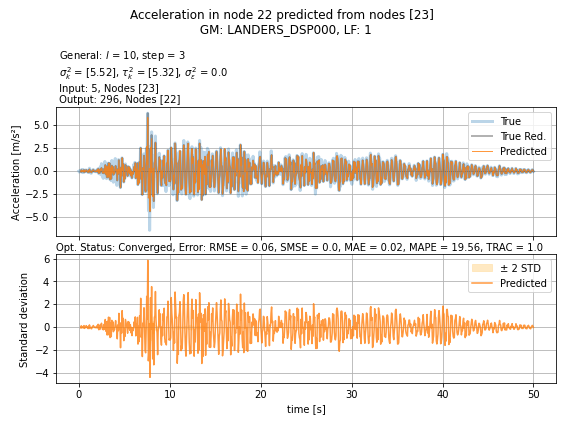 Acceleration in node 22 predicted from nodes [23]
GM: LANDERS_DSP000, LF: 1
General: l = 10, step = 3
σ²ₖ = [5.52], τ²ₖ = [5.32], σ²ε = 0.0
Input: 5, Nodes [23]
Output: 296, Nodes [22]
Acceleration [m/s²]
5.0
2.5
0.0
−2.5
−5.0
True
True Red.
Predicted
Opt. Status: Converged, Error: RMSE = 0.06, SMSE = 0.0, MAE = 0.02, MAPE = 19.56, TRAC = 1.0
Standard deviation
6
4
2
0
−2
−4
± 2 STD
Predicted
0 10 20 30 40 50
time [s]